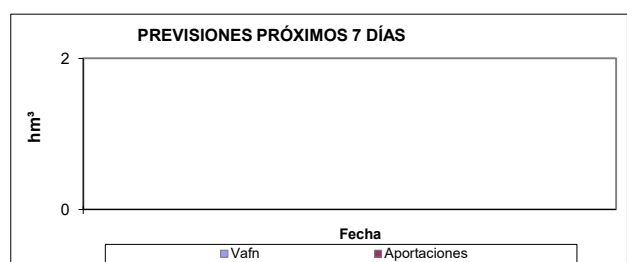 PREVISIONES PRÓXIMOS 7 DÍAS
2
hm³
0
Fecha
Vafn Aportaciones